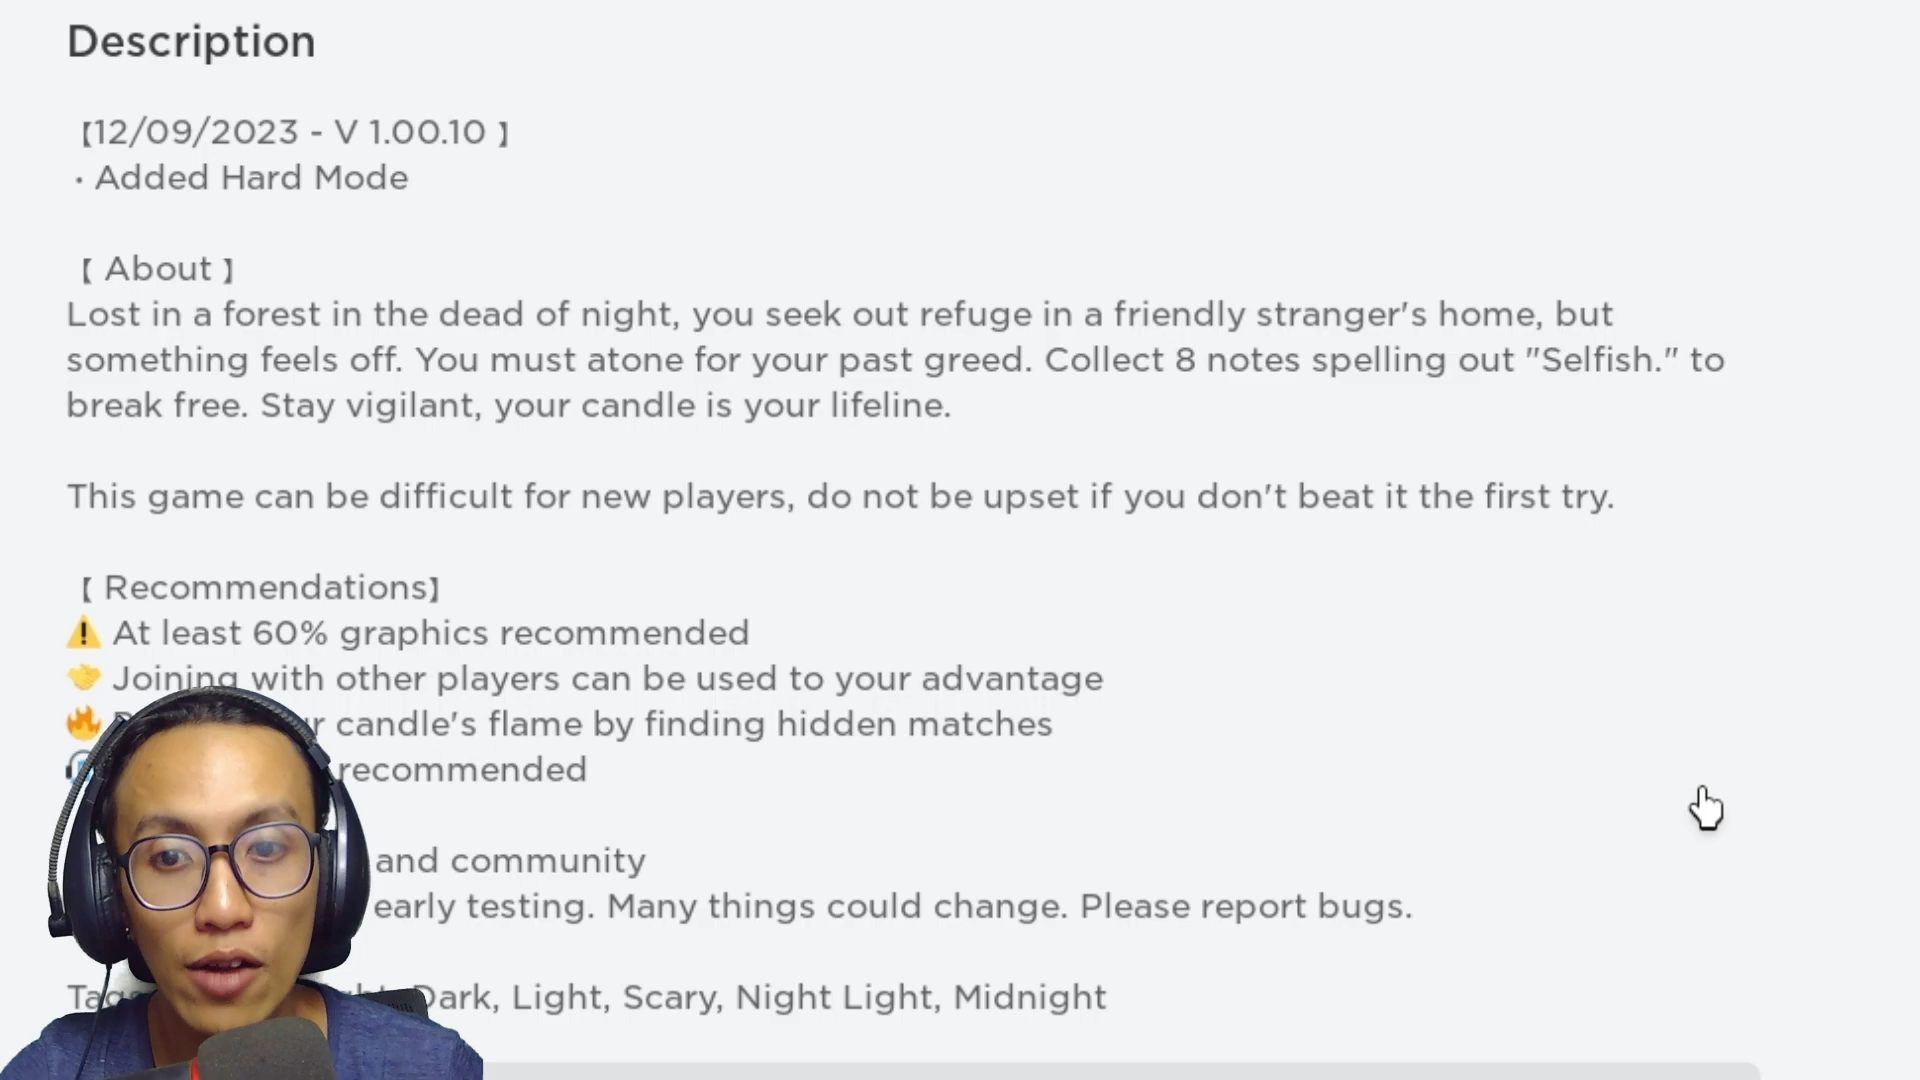 Description
【12/09/2023 - V 1.00.10 】
· Added Hard Mode
【 About 】
Lost in a forest in the dead of night, you seek out refuge in a friendly stranger's home, but
something feels off. You must atone for your past greed. Collect 8 notes spelling out "Selfish." to
break free. Stay vigilant, your candle is your lifeline.
This game can be difficult for new players, do not be upset if you don't beat it the first try.
【 Recommendations】
⚠️ At least 60% graphics recommended
🤝 Joining with other players can be used to your advantage
🔥 candle's flame by finding hidden matches
recommended
and community
early testing. Many things could change. Please report bugs.
Dark, Light, Scary, Night Light, Midnight